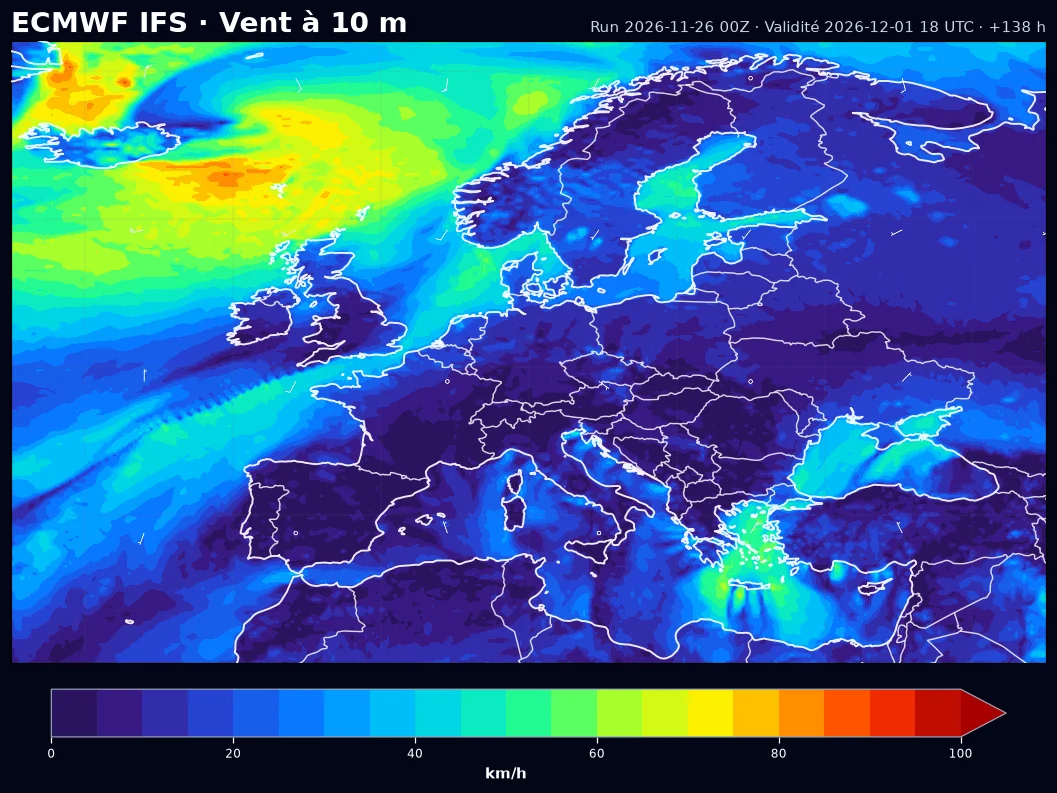 ECMWF IFS · Vent à 10 m
Run 2026-11-26 00Z · Validité 2026-12-01 18 UTC · +138 h
0 20 40 60 80 100
km/h